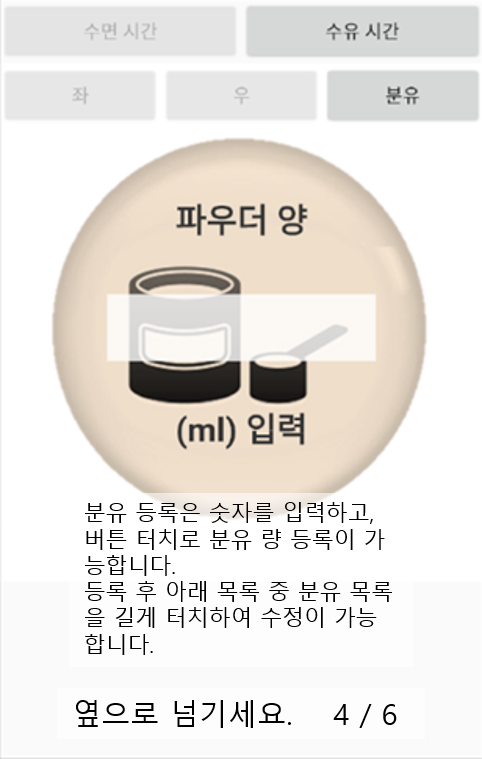 수면 시간 수유 시간
좌 우 분유
파우더 양
(ml) 입력
분유 등록은 숫자를 입력하고,
버튼 터치로 분유 량 등록이 가
능합니다.
등록 후 아래 목록 중 분유 목록
을 길게 터치하여 수정이 가능
합니다.
옆으로 넘기세요. 4 / 6